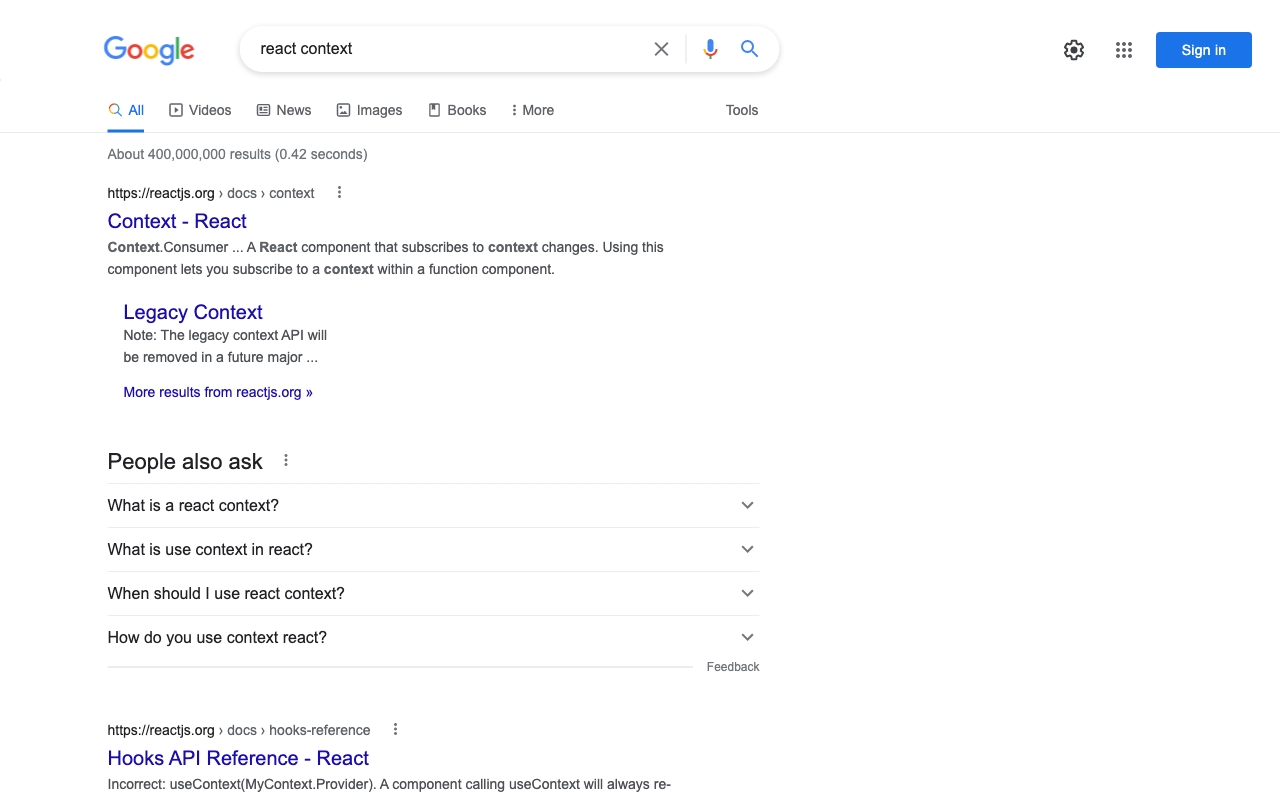 Google
react context
Sign in
All
Videos
News
Images
Books
More
Tools
About 400,000,000 results (0.42 seconds)
https://reactjs.org › docs › context
Context - React
Context.Consumer ... A React component that subscribes to context changes. Using this
component lets you subscribe to a context within a function component.
Legacy Context
Note: The legacy context API will
be removed in a future major ...
More results from reactjs.org »
People also ask
What is a react context?
What is use context in react?
When should I use react context?
How do you use context react?
Feedback
https://reactjs.org › docs › hooks-reference
Hooks API Reference - React
Incorrect: useContext(MyContext.Provider). A component calling useContext will always re-